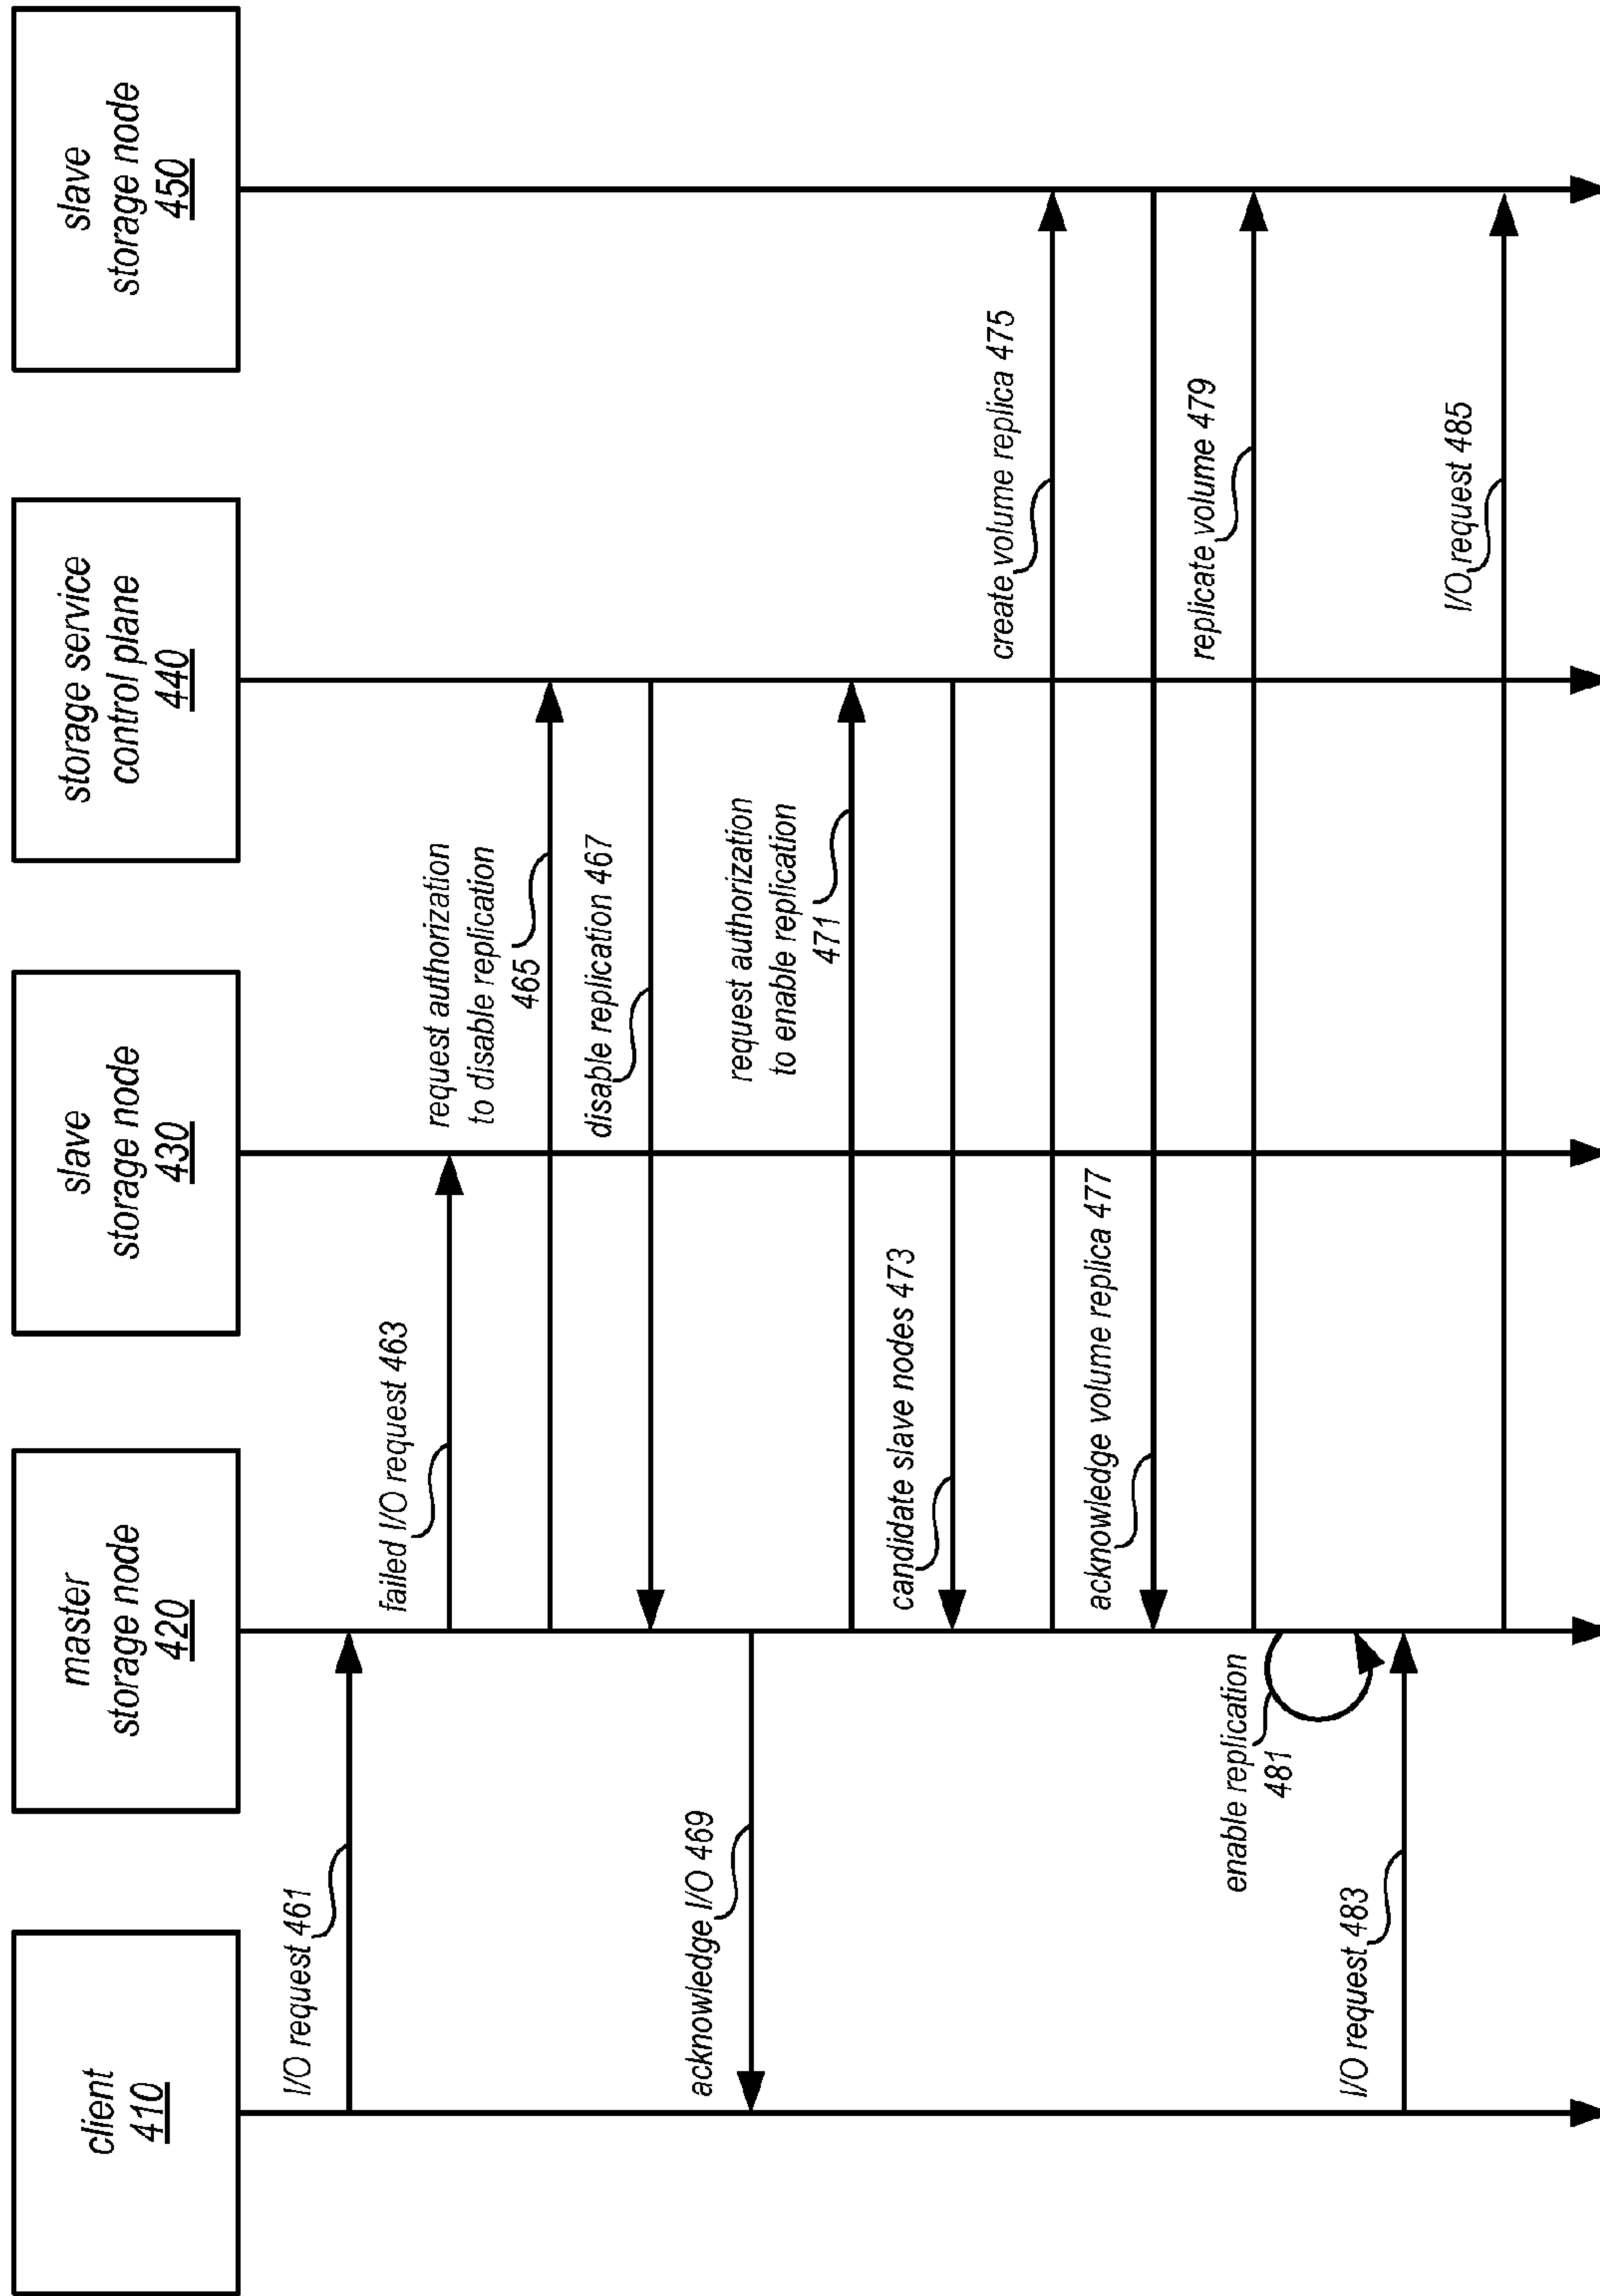 client
410
master
storage node
420
slave
storage node
430
storage service
control plane
440
slave
storage node
450
I/O request 461
failed I/O request 463
request authorization
to disable replication
465
disable replication 467
acknowledge I/O 469
request authorization
to enable replication
471
candidate slave nodes 473
create volume replica 475
acknowledge volume replica 477
replicate volume 479
enable replication
481
I/O request 483
I/O request 485